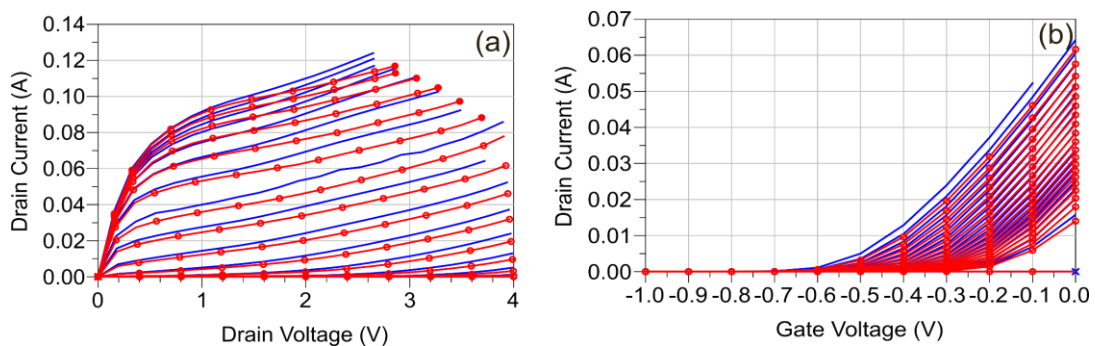 (a)
0.14
0.12
0.10
0.08
0.06
0.04
0.02
0.00
0 1 2 3 4
Drain Current (A)
Drain Voltage (V)
(b)
0.07
0.06
0.05
0.04
0.03
0.02
0.01
0.00
-1.0 -0.9 -0.8 -0.7 -0.6 -0.5 -0.4 -0.3 -0.2 -0.1 0.0
Drain Current (A)
Gate Voltage (V)